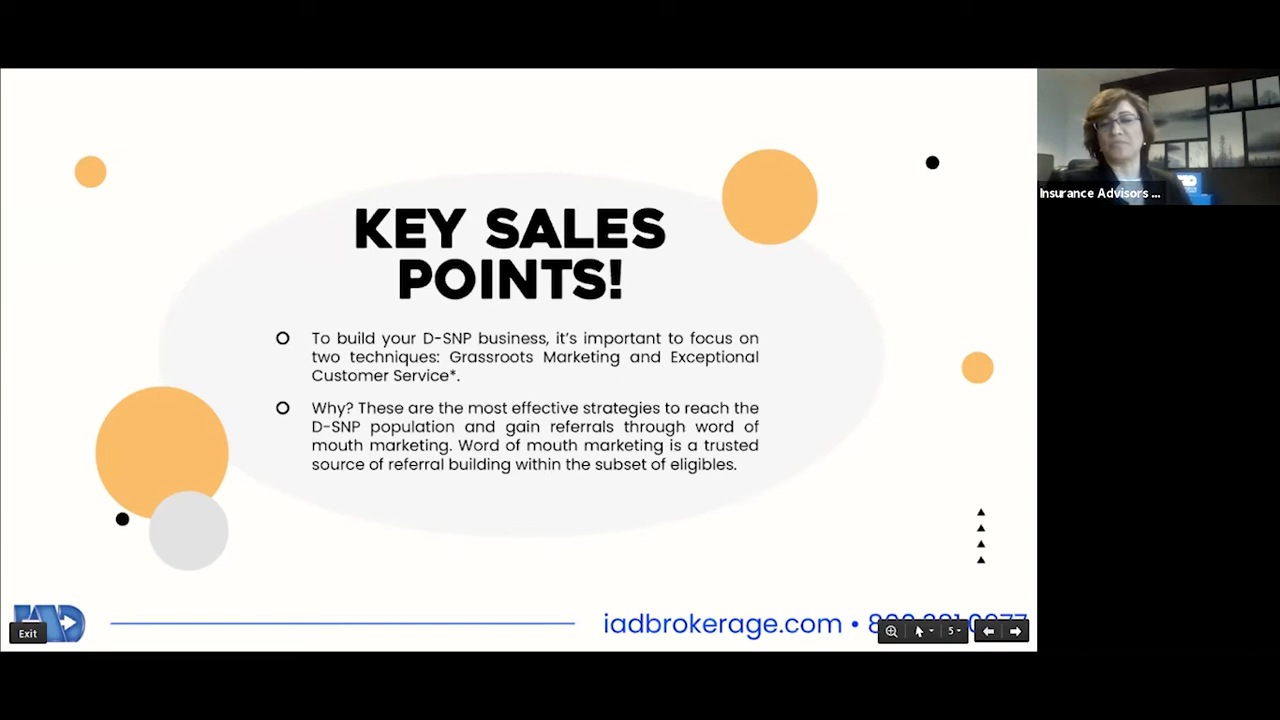 KEY SALES
POINTS!
To build your D-SNP business, it's important to focus on
two techniques: Grassroots Marketing and Exceptional
Customer Service*.
Why? These are the most effective strategies to reach the
D-SNP population and gain referrals through word of
mouth marketing. Word of mouth marketing is a trusted
source of referral building within the subset of eligibles.
Insurance Advisors ...
IAD
Exit
iadbrokerage.com •
5